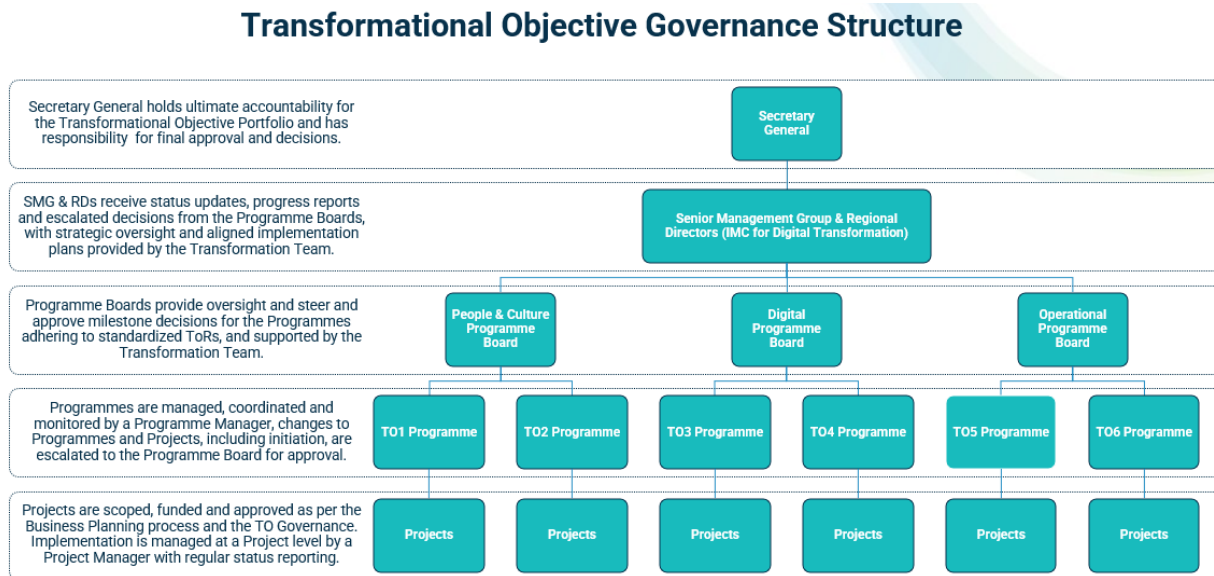 Transformational Objective Governance Structure
Secretary General holds ultimate accountability for
the Transformational Objective Portfolio and has
responsibility for final approval and decisions.
Secretary
General
SMG & RDs receive status updates, progress reports
and escalated decisions from the Programme Boards,
with strategic oversight and aligned implementation
plans provided by the Transformation Team.
Senior Management Group & Regional
Directors (IMC for Digital Transformation)
Programme Boards provide oversight and steer and
approve milestone decisions for the Programmes
adhering to standardized ToRs, and supported by the
Transformation Team.
People & Culture
Programme
Board
Digital
Programme
Board
Operational
Programme
Board
Programmes are managed, coordinated and
monitored by a Programme Manager, changes to
Programmes and Projects, including initiation, are
escalated to the Programme Board for approval.
TO1 Programme
TO2 Programme
TO3 Programme
TO4 Programme
TO5 Programme
TO6 Programme
Projects are scoped, funded and approved as per the
Business Planning process and the TO Governance.
Implementation is managed at a Project level by a
Project Manager with regular status reporting.
Projects
Projects
Projects
Projects
Projects
Projects